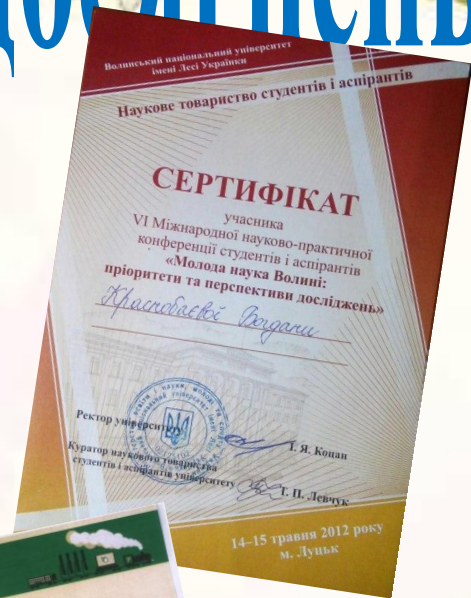 Волинський національний університет
імені Лесі Українки
Наукове товариство студентів і аспірантів
СЕРТИФІКАТ
учасника
VI Міжнародної науково-практичної
конференції студентів і аспірантів
«Молода наука Волині:
пріоритети та перспективи досліджень»
Краснобаєвої Богдани
Ректор університету
І. Я. Коцан
Куратор наукового товариства
студентів і аспірантів університету
Т. П. Левчук
14–15 травня 2012 року
м. Луцьк